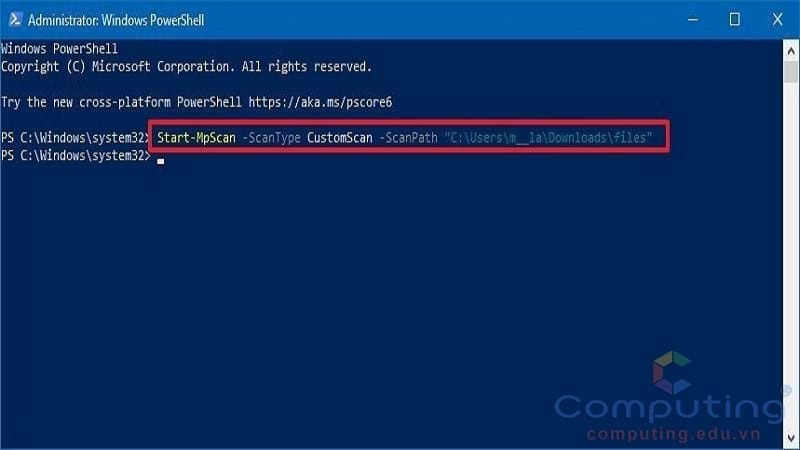 Administrator: Windows PowerShell
Windows PowerShell
Copyright (C) Microsoft Corporation. All rights reserved.
Try the new cross-platform PowerShell https://aka.ms/pscore6
PS C:\Windows\system32> Start-MpScan -ScanType CustomScan -ScanPath "C:\Users\m__la\Downloads\files"
PS C:\Windows\system32>
Computing®
computing.edu.vn